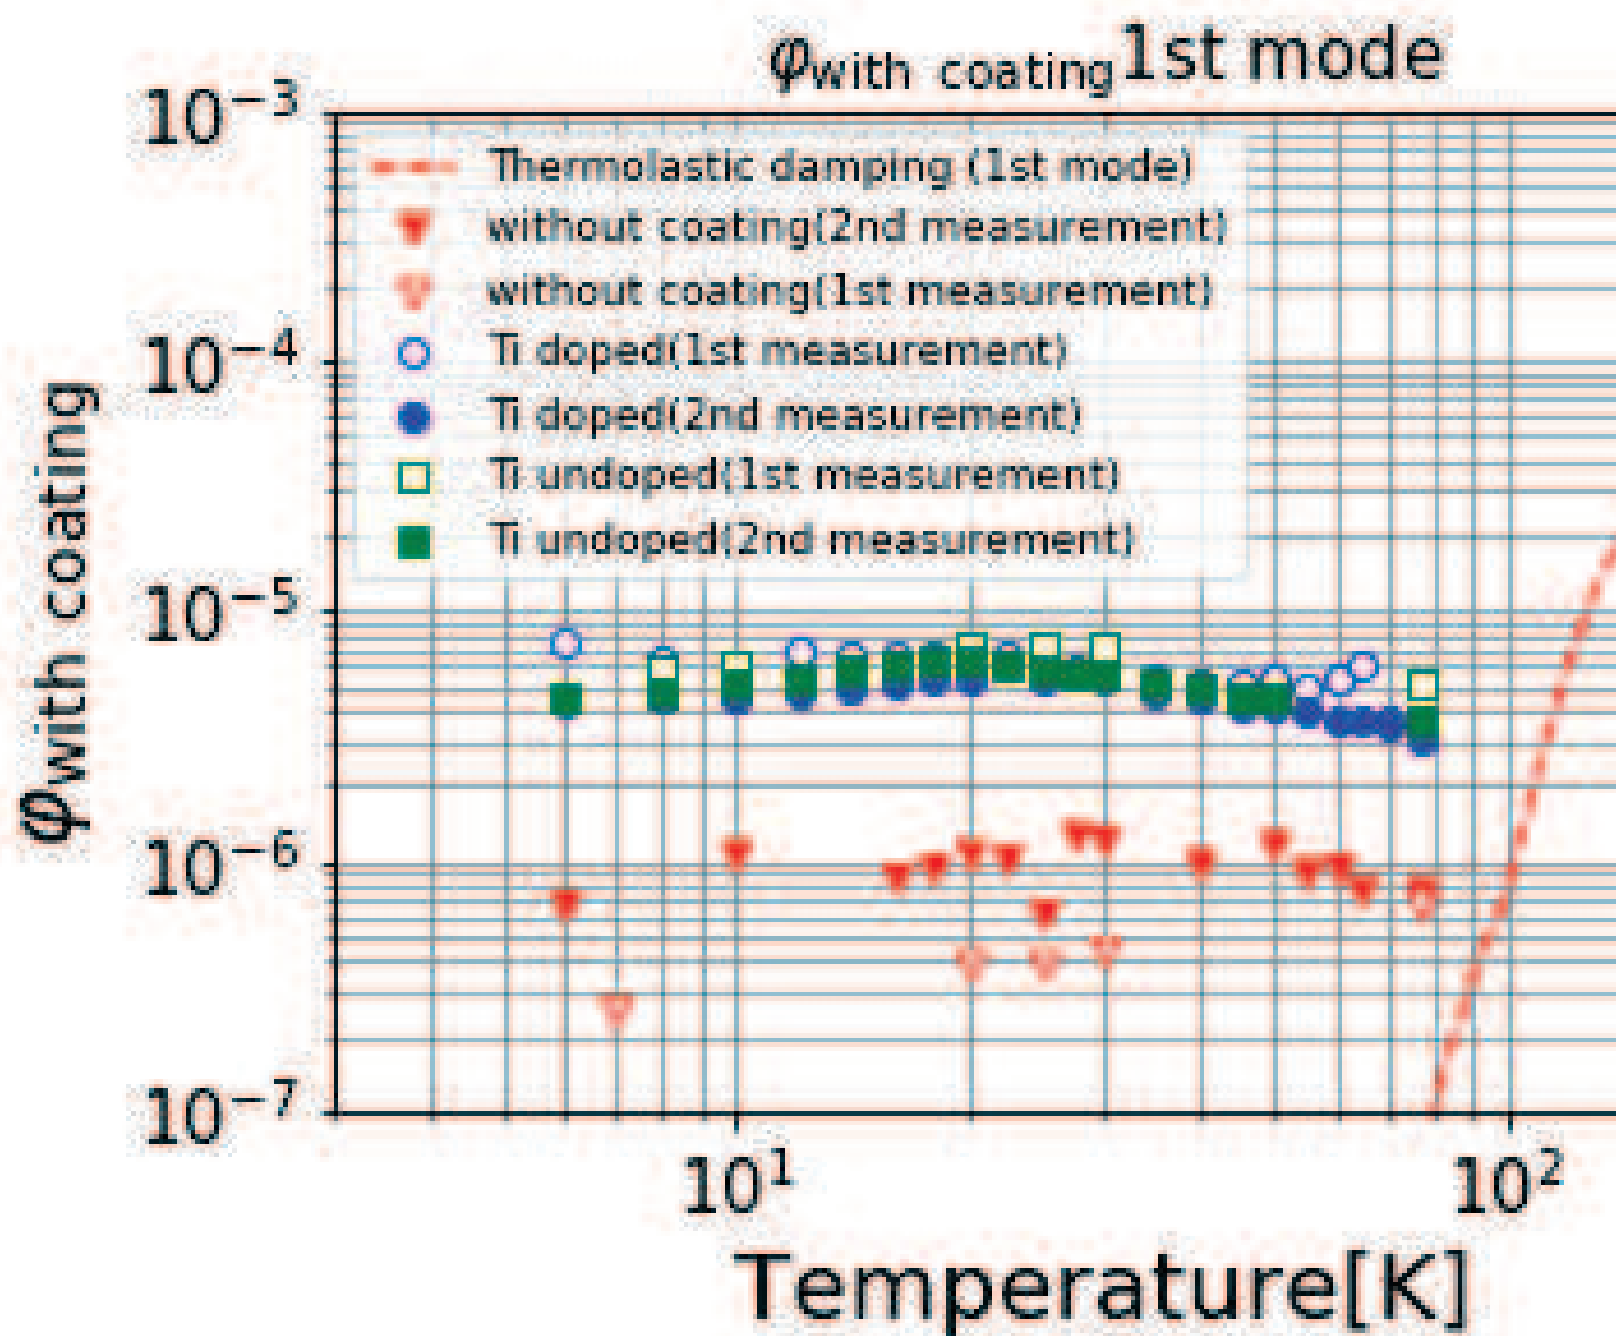 φwith coating 1st mode
10−3
Thermolastic damping (1st mode)
without coating(2nd measurement)
without coating(1st measurement)
10−4
Ti doped(1st measurement)
Ti doped(2nd measurement)
Ti undoped(1st measurement)
Ti undoped(2nd measurement)
φwith coating
10−5
10−6
10−7
101
102
Temperature[K]